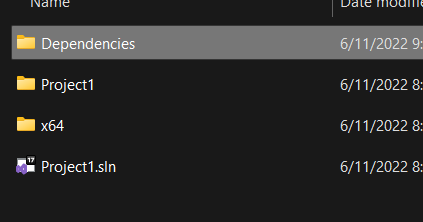 Name Date modifie
Dependencies 6/11/2022 9:
Project1 6/11/2022 8:
x64 6/11/2022 8:
17 Project1.sln 6/11/2022 8: